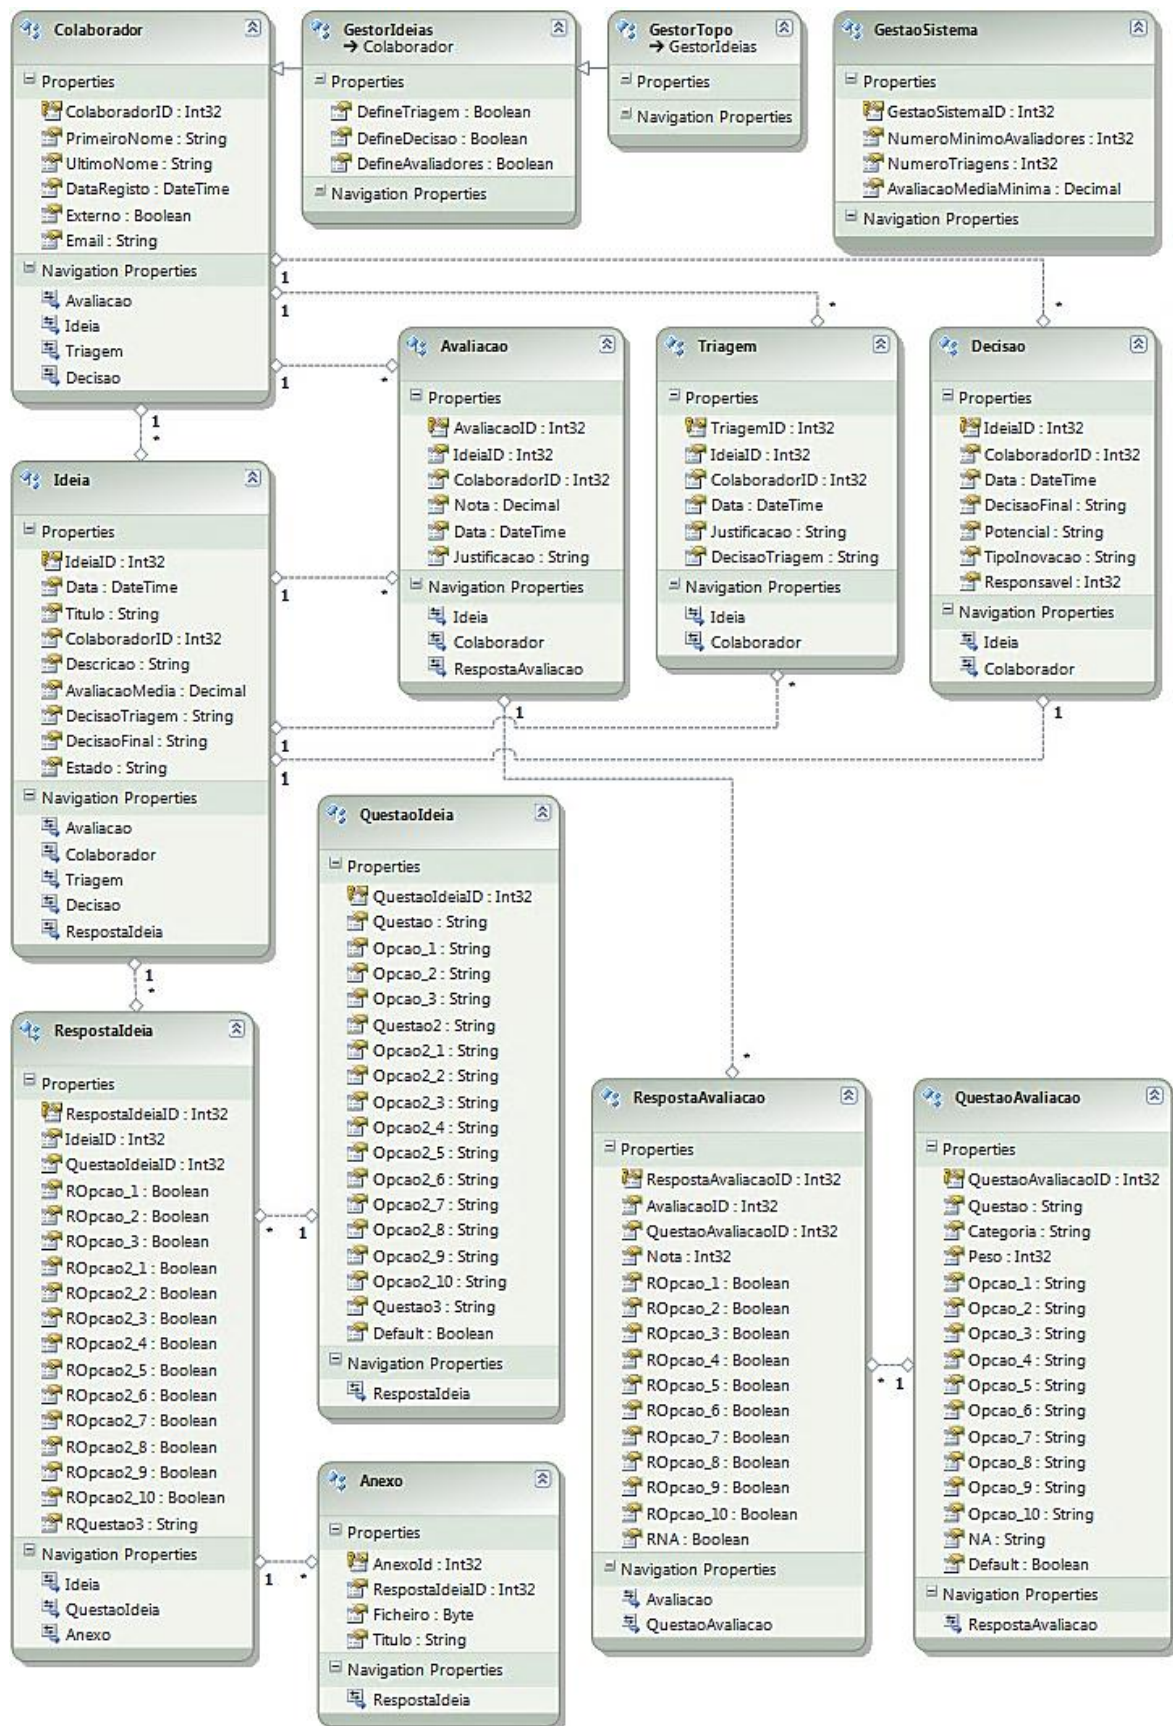 Colaborador
Properties
ColaboradorID : Int32
PrimeiroNome : String
UltimoNome : String
DataRegisto : DateTime
Externo : Boolean
Email : String
Navigation Properties
Avaliacao
Ideia
Triagem
Decisao
GestorIdeias
→ Colaborador
Properties
DefineTriagem : Boolean
DefineDecisao : Boolean
DefineAvaliadores : Boolean
Navigation Properties
GestorTopo
→ GestorIdeias
Properties
Navigation Properties
GestaoSistema
Properties
GestaoSistemaID : Int32
NumeroMinimoAvaliadores : Int32
NumeroTriagens : Int32
AvaliacaoMediaMinima : Decimal
Navigation Properties
1
*
1
*
1
*
1
*
Avaliacao
Properties
AvaliacaoID : Int32
IdeiaID : Int32
ColaboradorID : Int32
Nota : Decimal
Data : DateTime
Justificacao : String
Navigation Properties
Ideia
Colaborador
RespostaAvaliacao
Triagem
Properties
TriagemID : Int32
IdeiaID : Int32
ColaboradorID : Int32
Data : DateTime
Justificacao : String
DecisaoTriagem : String
Navigation Properties
Ideia
Colaborador
Decisao
Properties
IdeiaID : Int32
ColaboradorID : Int32
Data : DateTime
DecisaoFinal : String
Potencial : String
TipoInovacao : String
Responsavel : Int32
Navigation Properties
Ideia
Colaborador
Ideia
Properties
IdeiaID : Int32
Data : DateTime
Titulo : String
ColaboradorID : Int32
Descricao : String
AvaliacaoMedia : Decimal
DecisaoTriagem : String
DecisaoFinal : String
Estado : String
Navigation Properties
Avaliacao
Colaborador
Triagem
Decisao
RespostaIdeia
1
*
1
*
1
1
1
*
1
*
QuestaoIdeia
Properties
QuestaoIdeiaID : Int32
Questao : String
Opcao_1 : String
Opcao_2 : String
Opcao_3 : String
Questao2 : String
Opcao2_1 : String
Opcao2_2 : String
Opcao2_3 : String
Opcao2_4 : String
Opcao2_5 : String
Opcao2_6 : String
Opcao2_7 : String
Opcao2_8 : String
Opcao2_9 : String
Opcao2_10 : String
Questao3 : String
Default : Boolean
Navigation Properties
RespostaIdeia
RespostaIdeia
Properties
RespostaIdeiaID : Int32
IdeiaID : Int32
QuestaoIdeiaID : Int32
ROpcao_1 : Boolean
ROpcao_2 : Boolean
ROpcao_3 : Boolean
ROpcao2_1 : Boolean
ROpcao2_2 : Boolean
ROpcao2_3 : Boolean
ROpcao2_4 : Boolean
ROpcao2_5 : Boolean
ROpcao2_6 : Boolean
ROpcao2_7 : Boolean
ROpcao2_8 : Boolean
ROpcao2_9 : Boolean
ROpcao2_10 : Boolean
RQuestao3 : String
Navigation Properties
Ideia
QuestaoIdeia
Anexo
* 1
1 *
Anexo
Properties
AnexoId : Int32
RespostaIdeiaID : Int32
Ficheiro : Byte
Titulo : String
Navigation Properties
RespostaIdeia
RespostaAvaliacao
Properties
RespostaAvaliacaoID : Int32
AvaliacaoID : Int32
QuestaoAvaliacaoID : Int32
Nota : Int32
ROpcao_1 : Boolean
ROpcao_2 : Boolean
ROpcao_3 : Boolean
ROpcao_4 : Boolean
ROpcao_5 : Boolean
ROpcao_6 : Boolean
ROpcao_7 : Boolean
ROpcao_8 : Boolean
ROpcao_9 : Boolean
ROpcao_10 : Boolean
RNA : Boolean
Navigation Properties
Avaliacao
QuestaoAvaliacao
* 1
QuestaoAvaliacao
Properties
QuestaoAvaliacaoID : Int32
Questao : String
Categoria : String
Peso : Int32
Opcao_1 : String
Opcao_2 : String
Opcao_3 : String
Opcao_4 : String
Opcao_5 : String
Opcao_6 : String
Opcao_7 : String
Opcao_8 : String
Opcao_9 : String
Opcao_10 : String
NA : String
Default : Boolean
Navigation Properties
RespostaAvaliacao